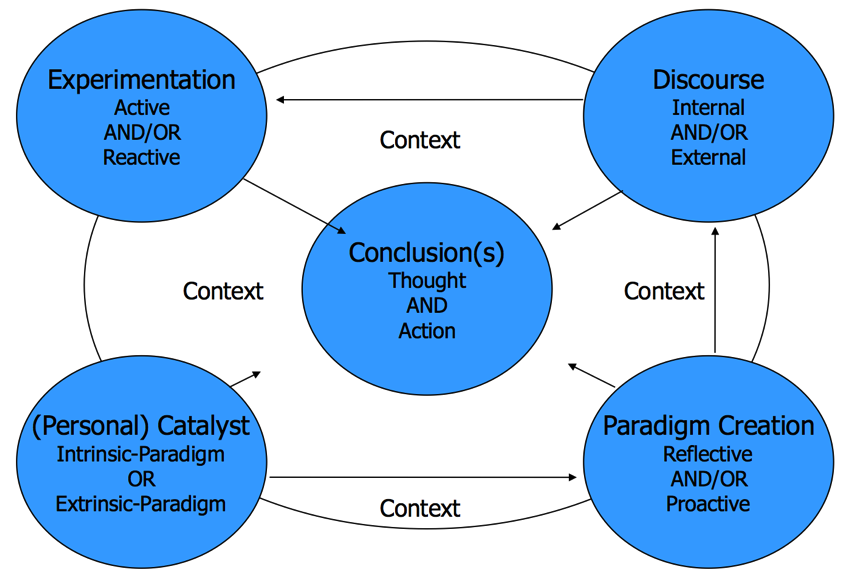 Experimentation
Active
AND/OR
Reactive
Discourse
Internal
AND/OR
External
Context
Conclusion(s)
Thought
AND
Action
Context
Context
(Personal) Catalyst
Intrinsic-Paradigm
OR
Extrinsic-Paradigm
Paradigm Creation
Reflective
AND/OR
Proactive
Context